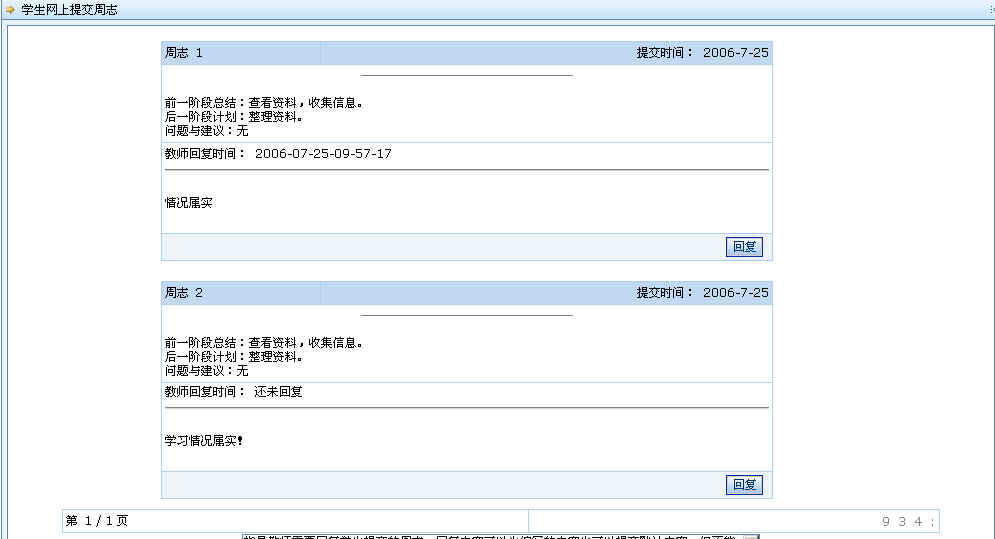 学生网上提交周志
周志 1 提交时间： 2006-7-25
前一阶段总结：查看资料，收集信息。
后一阶段计划：整理资料。
问题与建议：无
教师回复时间： 2006-07-25-09-57-17
情况属实
回复
周志 2 提交时间： 2006-7-25
前一阶段总结：查看资料，收集信息。
后一阶段计划：整理资料。
问题与建议：无
教师回复时间： 还未回复
学习情况属实！
回复
第 1 / 1 页 9 3 4 :